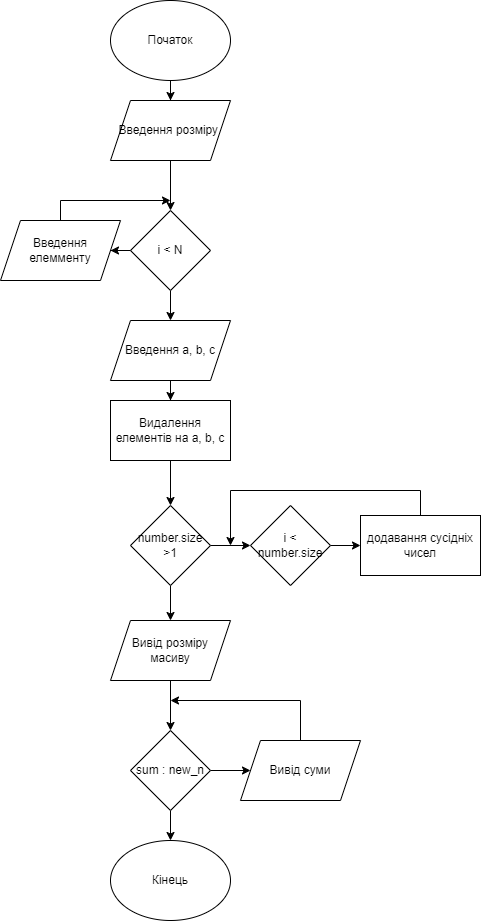 Початок
Введення розміру
i < N
Введення
елемменту
Введення a, b, c
Видалення
елементів на a, b, c
number.size
>1
i <
number.size
додавання сусідніх
чисел
Вивід розміру
масиву
sum : new_n
Вивід суми
Кінець